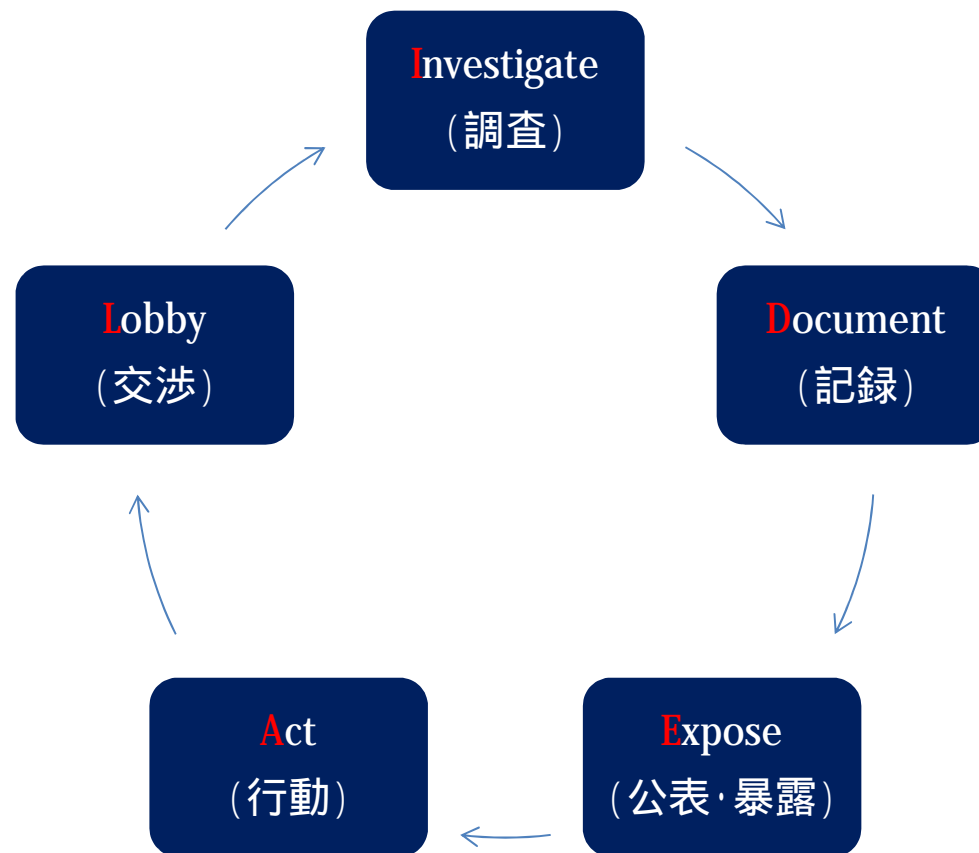 Investigate
(調査)
Document
(記録)
Expose
(公表·暴露)
Act
(行動)
Lobby
(交渉)